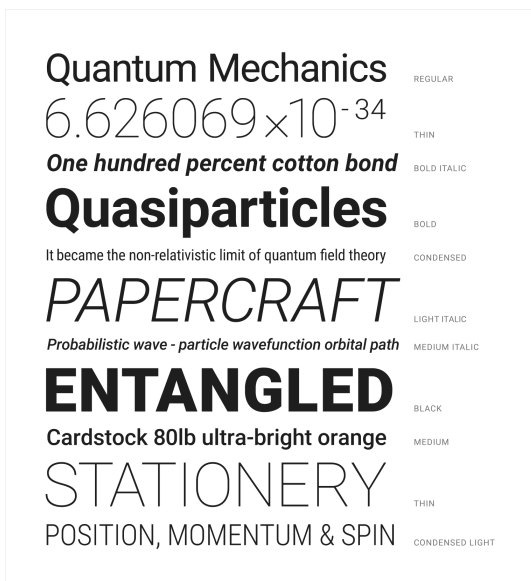 Quantum Mechanics REGULAR
6.626069×10-34 THIN
One hundred percent cotton bond BOLD ITALIC
Quasiparticles BOLD
It became the non-relativistic limit of quantum field theory CONDENSED
PAPERCRAFT LIGHT ITALIC
Probabilistic wave - particle wavefunction orbital path MEDIUM ITALIC
ENTANGLED BLACK
Cardstock 80lb ultra-bright orange MEDIUM
STATIONERY THIN
POSITION, MOMENTUM & SPIN CONDENSED LIGHT